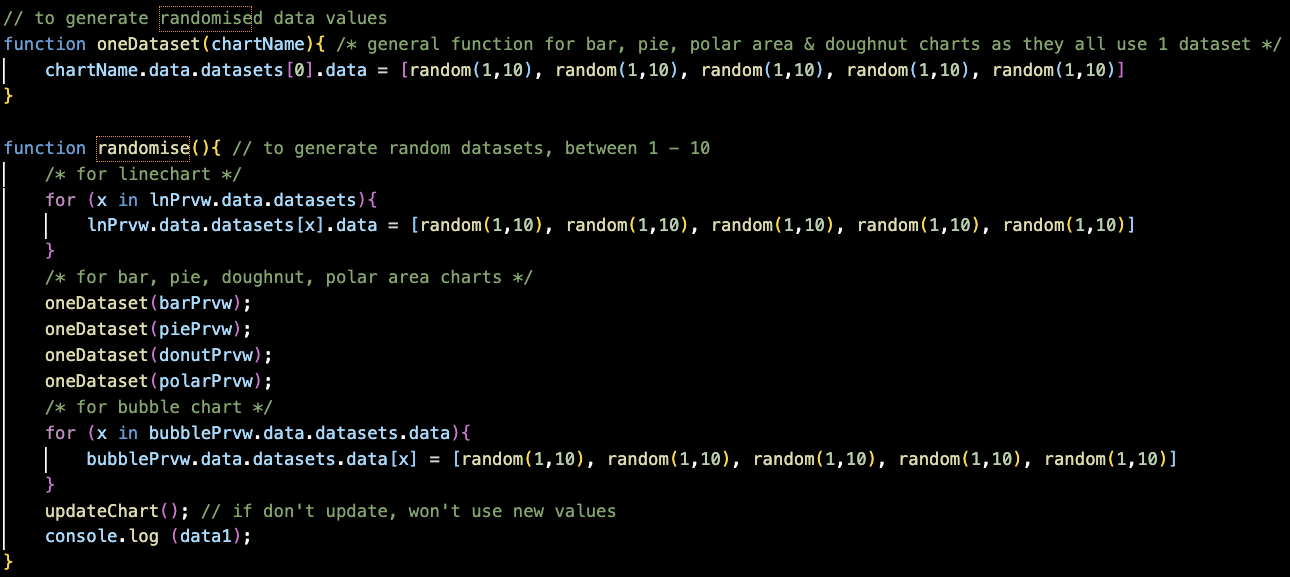 // to generate randomised data values
function oneDataset(chartName){ /* general function for bar, pie, polar area & doughnut charts as they all use 1 dataset */
chartName.data.datasets[0].data = [random(1,10), random(1,10), random(1,10), random(1,10), random(1,10)]
}
function randomise(){ // to generate random datasets, between 1 – 10
/* for linechart */
for (x in lnPrvw.data.datasets){
lnPrvw.data.datasets[x].data = [random(1,10), random(1,10), random(1,10), random(1,10), random(1,10)]
}
/* for bar, pie, doughnut, polar area charts */
oneDataset(barPrvw);
oneDataset(piePrvw);
oneDataset(donutPrvw);
oneDataset(polarPrvw);
/* for bubble chart */
for (x in bubblePrvw.data.datasets.data){
bubblePrvw.data.datasets.data[x] = [random(1,10), random(1,10), random(1,10), random(1,10), random(1,10)]
}
updateChart(); // if don't update, won't use new values
console.log (data1);
}